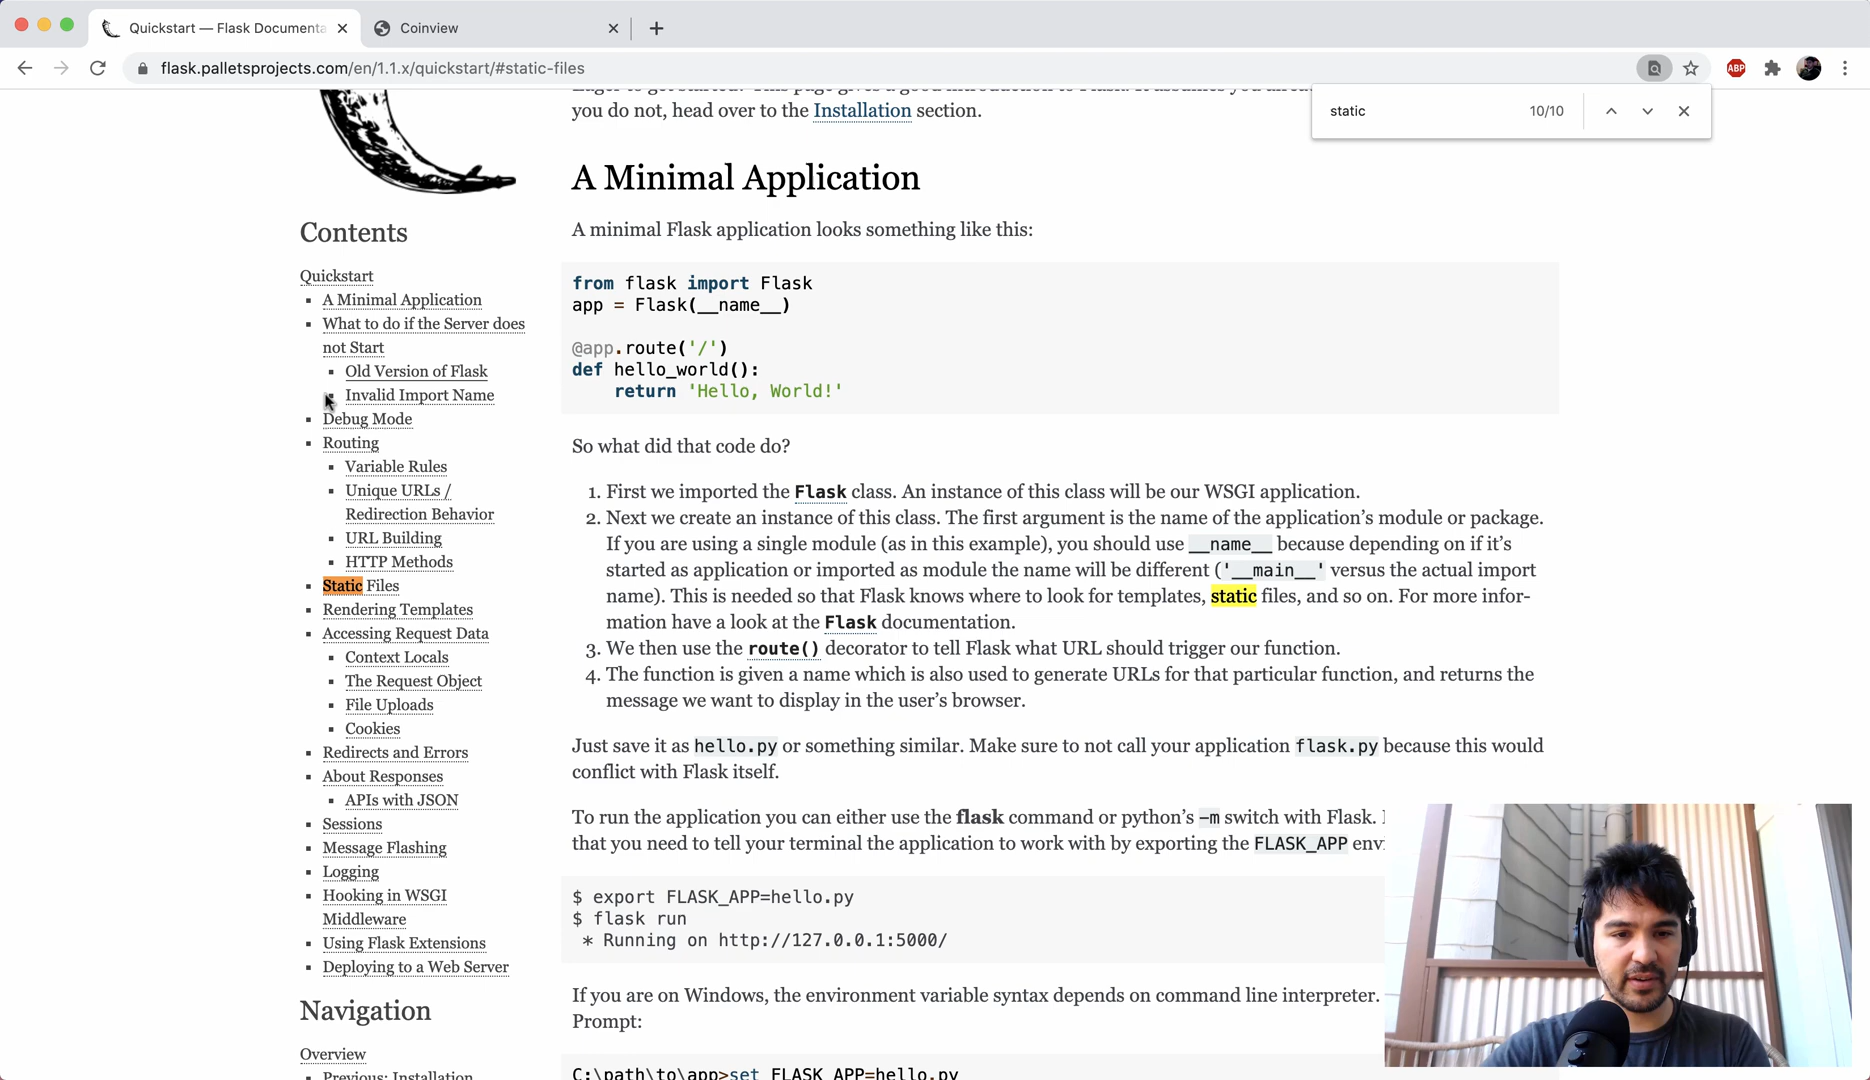 Quickstart — Flask Documenta
Coinview
flask.palletsprojects.com/en/1.1.x/quickstart/#static-files
ABP
static 10/10
you do not, head over to the Installation section.
A Minimal Application
A minimal Flask application looks something like this:
from flask import Flask
app = Flask(__name__)
@app.route('/')
def hello_world():
return 'Hello, World!'
So what did that code do?
1. First we imported the Flask class. An instance of this class will be our WSGI application.
2. Next we create an instance of this class. The first argument is the name of the application’s module or package.
If you are using a single module (as in this example), you should use __name__ because depending on if it’s
started as application or imported as module the name will be different ('__main__' versus the actual import
name). This is needed so that Flask knows where to look for templates, static files, and so on. For more infor-
mation have a look at the Flask documentation.
3. We then use the route() decorator to tell Flask what URL should trigger our function.
4. The function is given a name which is also used to generate URLs for that particular function, and returns the
message we want to display in the user’s browser.
Just save it as hello.py or something similar. Make sure to not call your application flask.py because this would
conflict with Flask itself.
To run the application you can either use the flask command or python’s -m switch with Flask.
that you need to tell your terminal the application to work with by exporting the FLASK_APP envi
$ export FLASK_APP=hello.py
$ flask run
* Running on http://127.0.0.1:5000/
If you are on Windows, the environment variable syntax depends on command line interpreter.
Prompt:
C:\path\to\app>set FLASK_APP=hello.py
Contents
Quickstart
A Minimal Application
What to do if the Server does
not Start
Old Version of Flask
Invalid Import Name
Debug Mode
Routing
Variable Rules
Unique URLs /
Redirection Behavior
URL Building
HTTP Methods
Static Files
Rendering Templates
Accessing Request Data
Context Locals
The Request Object
File Uploads
Cookies
Redirects and Errors
About Responses
APIs with JSON
Sessions
Message Flashing
Logging
Hooking in WSGI
Middleware
Using Flask Extensions
Deploying to a Web Server
Navigation
Overview
Previous: Installation